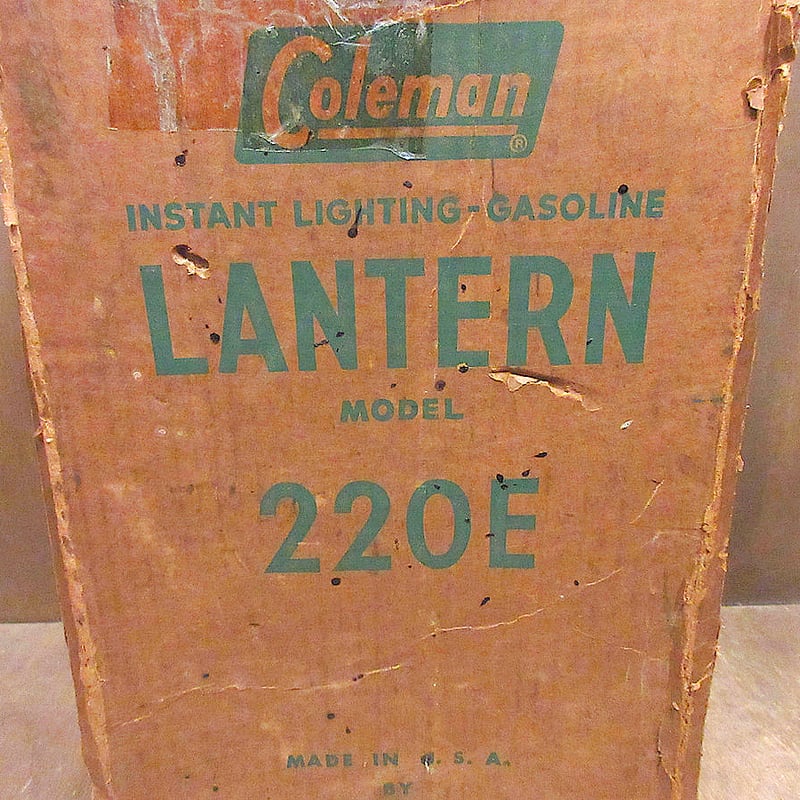 Coleman®
INSTANT LIGHTING-GASOLINE
LANTERN
MODEL
220E
MADE IN U.S.A.
BY